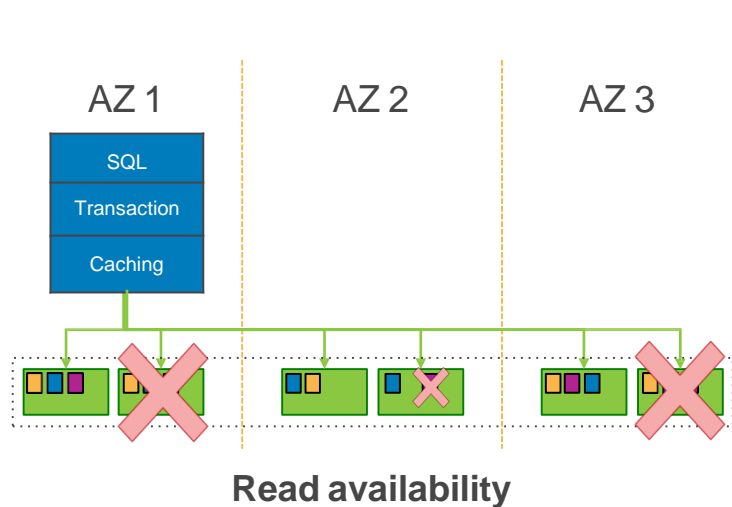 AZ 1
AZ 2
AZ 3
SQL
Transaction
Caching
Read availability